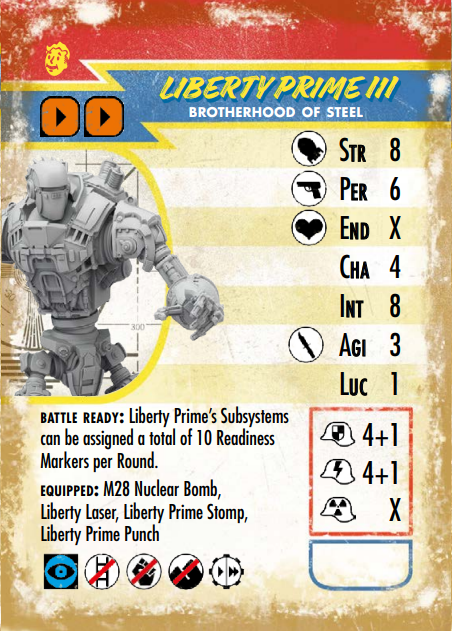 LIBERTY PRIME III
BROTHERHOOD OF STEEL
STR 8
PER 6
END X
CHA 4
INT 8
AGI 3
LUC 1
300
BATTLE READY: Liberty Prime's Subsystems
can be assigned a total of 10 Readiness
Markers per Round.
EQUIPPED: M28 Nuclear Bomb,
Liberty Laser, Liberty Prime Stomp,
Liberty Prime Punch
4+1
4+1
X